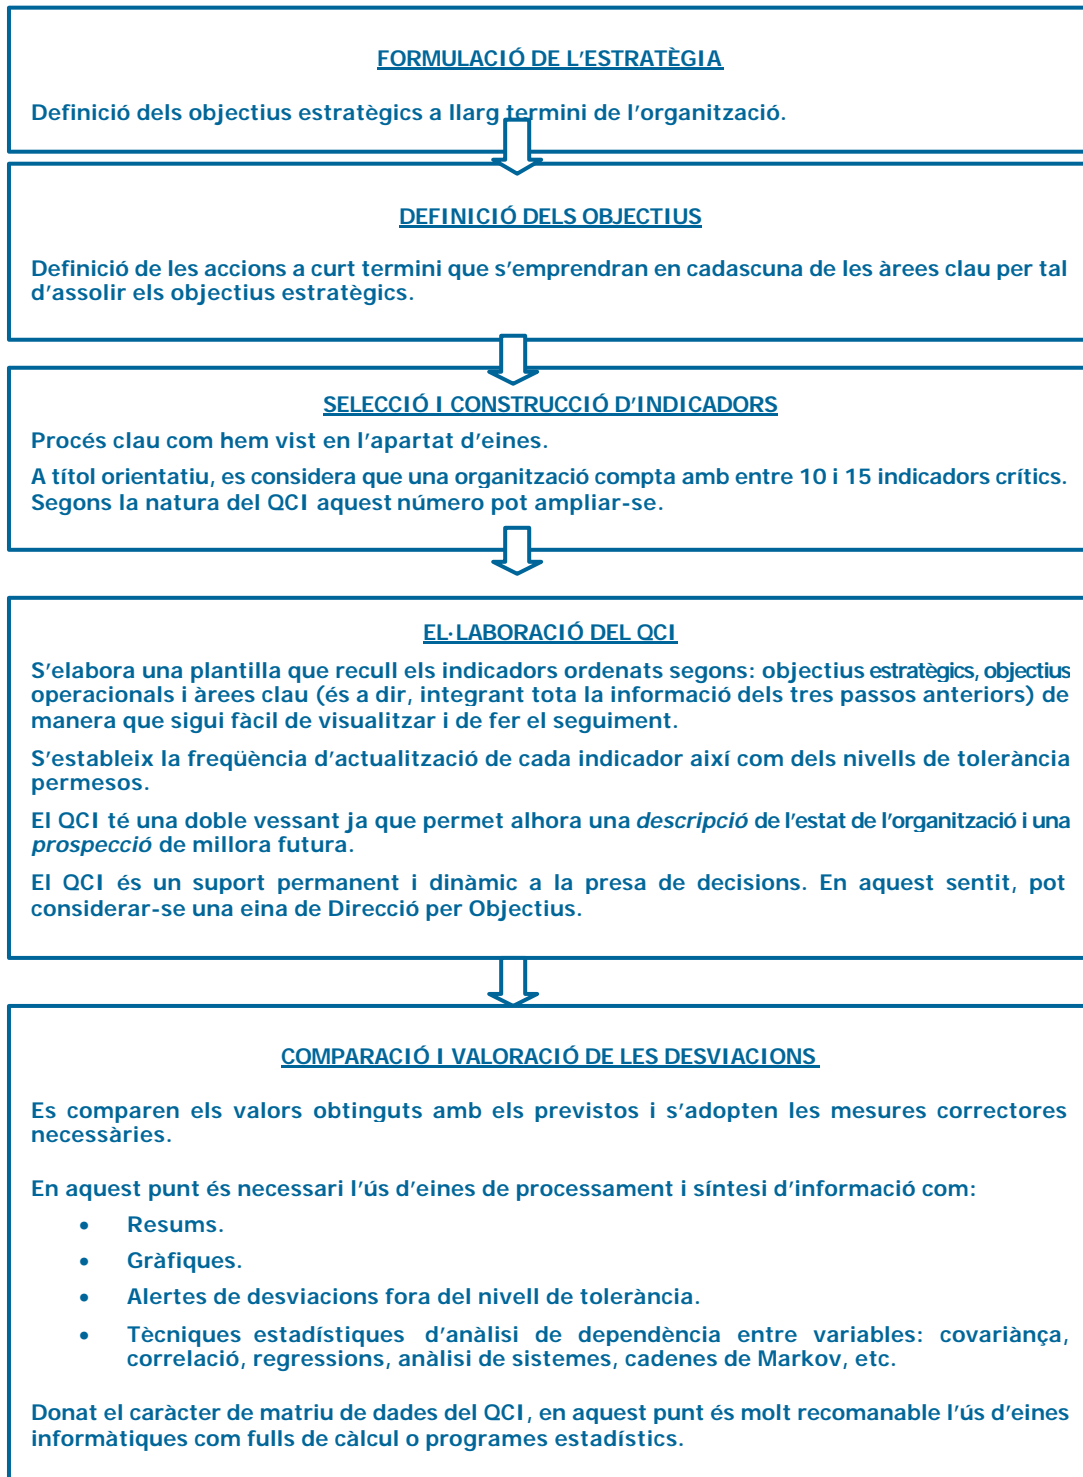 FORMULACIÓ DE L'ESTRATÈGIA
Definició dels objectius estratègics a llarg termini de l'organització.
DEFINICIÓ DELS OBJECTIUS
Definició de les accions a curt termini que s'emprendran en cadascuna de les àrees clau per tal
d'assolir els objectius estratègics.
SELECCIÓ I CONSTRUCCIÓ D'INDICADORS
Procés clau com hem vist en l'apartat d'eines.
A títol orientatiu, es considera que una organització compta amb entre 10 i 15 indicadors crítics.
Segons la natura del QCI aquest número pot ampliar-se.
EL·LABORACIÓ DEL QCI
S'elabora una plantilla que recull els indicadors ordenats segons: objectius estratègics, objectius
operacionals i àrees clau (és a dir, integrant tota la informació dels tres passos anteriors) de
manera que sigui fàcil de visualitzar i de fer el seguiment.
S'estableix la freqüència d'actualització de cada indicador així com dels nivells de tolerància
permesos.
El QCI té una doble vessant ja que permet alhora una descripció de l'estat de l'organització i una
prospecció de millora futura.
El QCI és un suport permanent i dinàmic a la presa de decisions. En aquest sentit, pot
considerar-se una eina de Direcció per Objectius.
COMPARACIÓ I VALORACIÓ DE LES DESVIACIONS
Es comparen els valors obtinguts amb els previstos i s'adopten les mesures correctores
necessàries.
En aquest punt és necessari l'ús d'eines de processament i síntesi d'informació com:
• Resums.
• Gràfiques.
• Alertes de desviacions fora del nivell de tolerància.
• Tècniques estadístiques d'anàlisi de dependència entre variables: covariànça,
correlació, regressions, anàlisi de sistemes, cadenes de Markov, etc.
Donat el caràcter de matriu de dades del QCI, en aquest punt és molt recomanable l'ús d'eines
informàtiques com fulls de càlcul o programes estadístics.